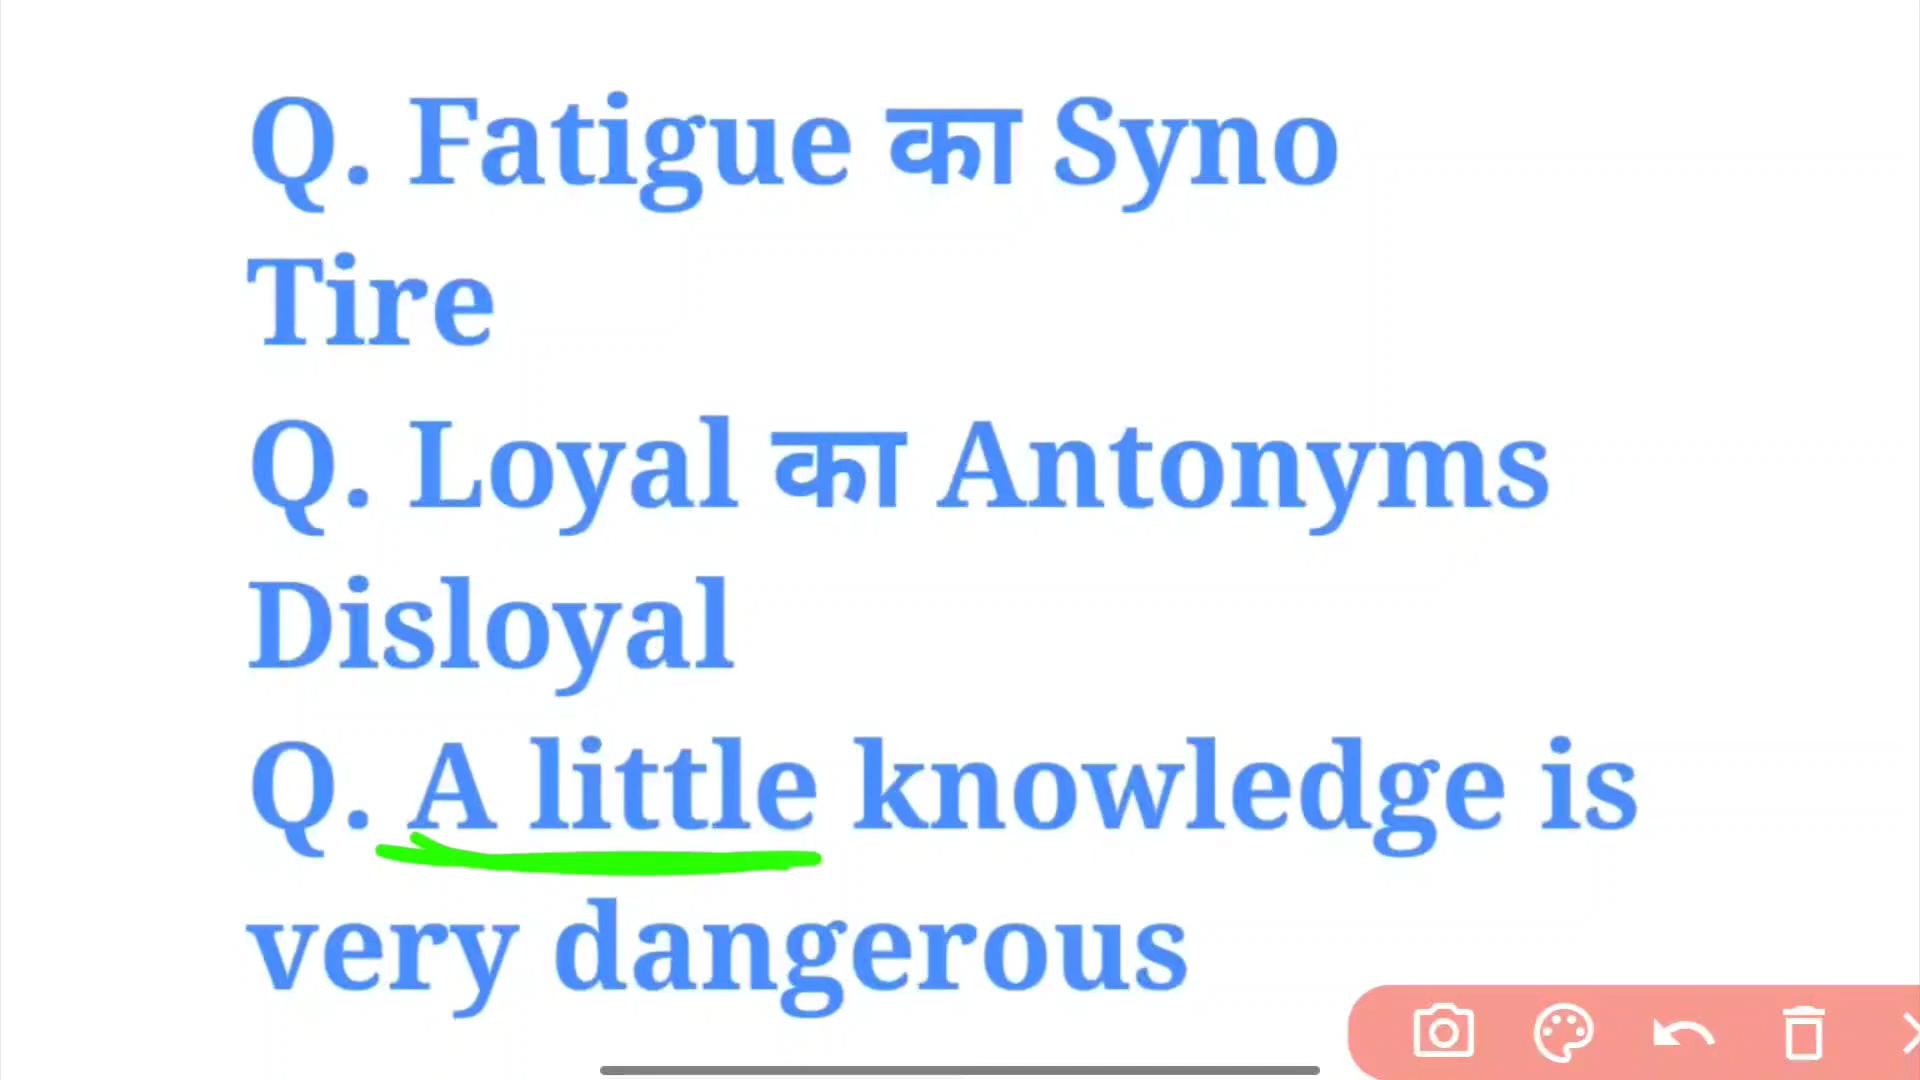 Q. Fatigue का Syno
Tire
Q. Loyal का Antonyms
Disloyal
Q. A little knowledge is
very dangerous